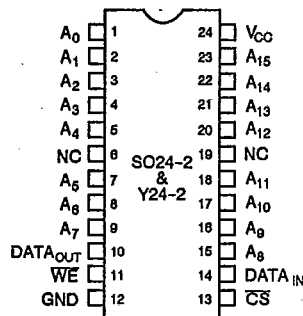 A0 1 24 VCC
A1 2 23 A15
A2 3 22 A14
A3 4 21 A13
A4 5 20 A12
NC 6 SO24-2 19 NC
A5 7 & 18 A11
A6 8 Y24-2 17 A10
A7 9 16 A9
DATAOUT 10 15 A8
WE 11 14 DATAIN
GND 12 13 CS